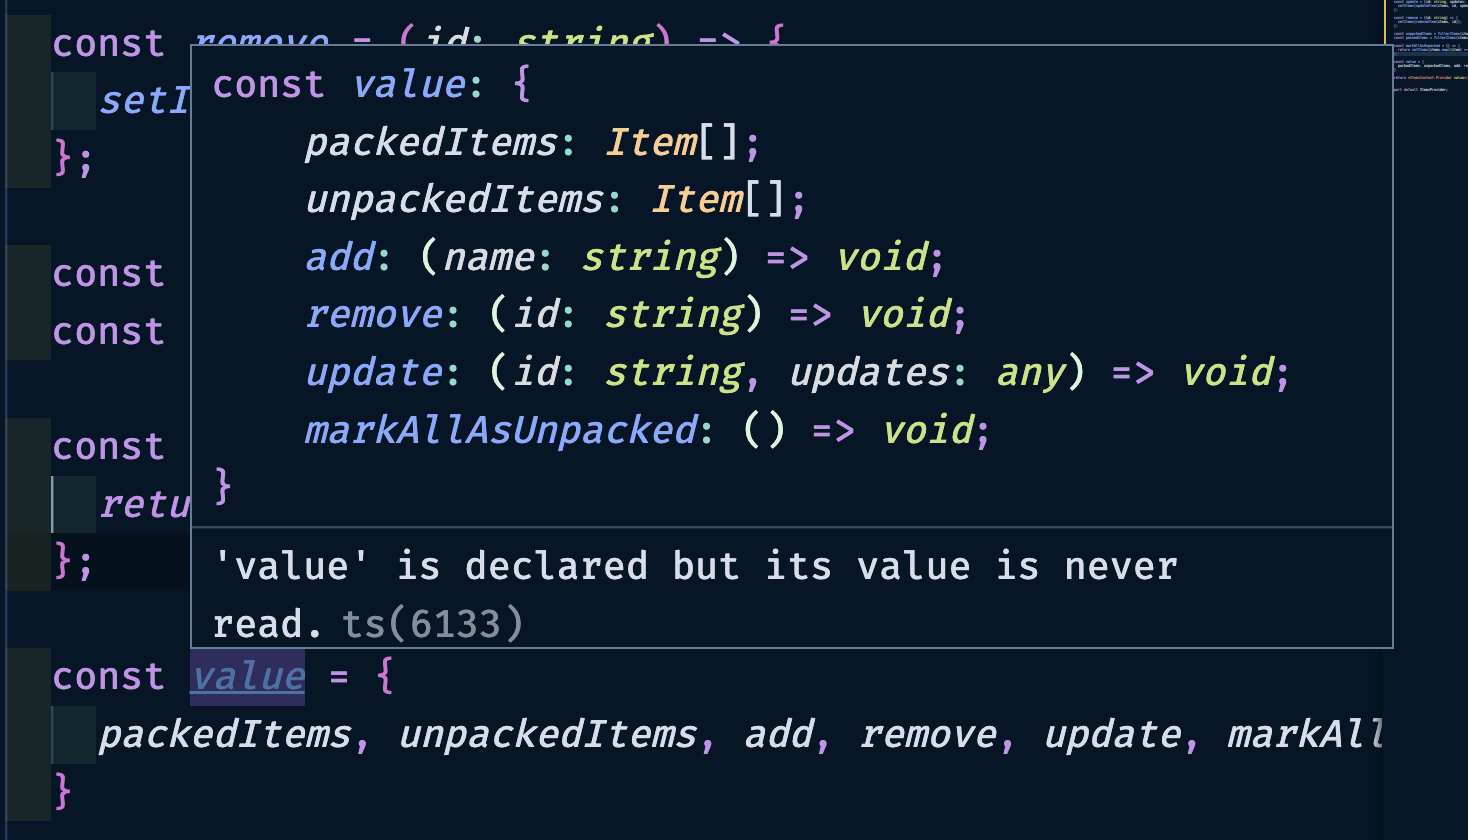 const remove = (id: string) => {
setI
};
const value: {
packedItems: Item[];
unpackedItems: Item[];
add: (name: string) => void;
remove: (id: string) => void;
update: (id: string, updates: any) => void;
markAllAsUnpacked: () => void;
}
'value' is declared but its value is never
read. ts(6133)
const
const
const
retu
};
const value = {
packedItems, unpackedItems, add, remove, update, markAll
}